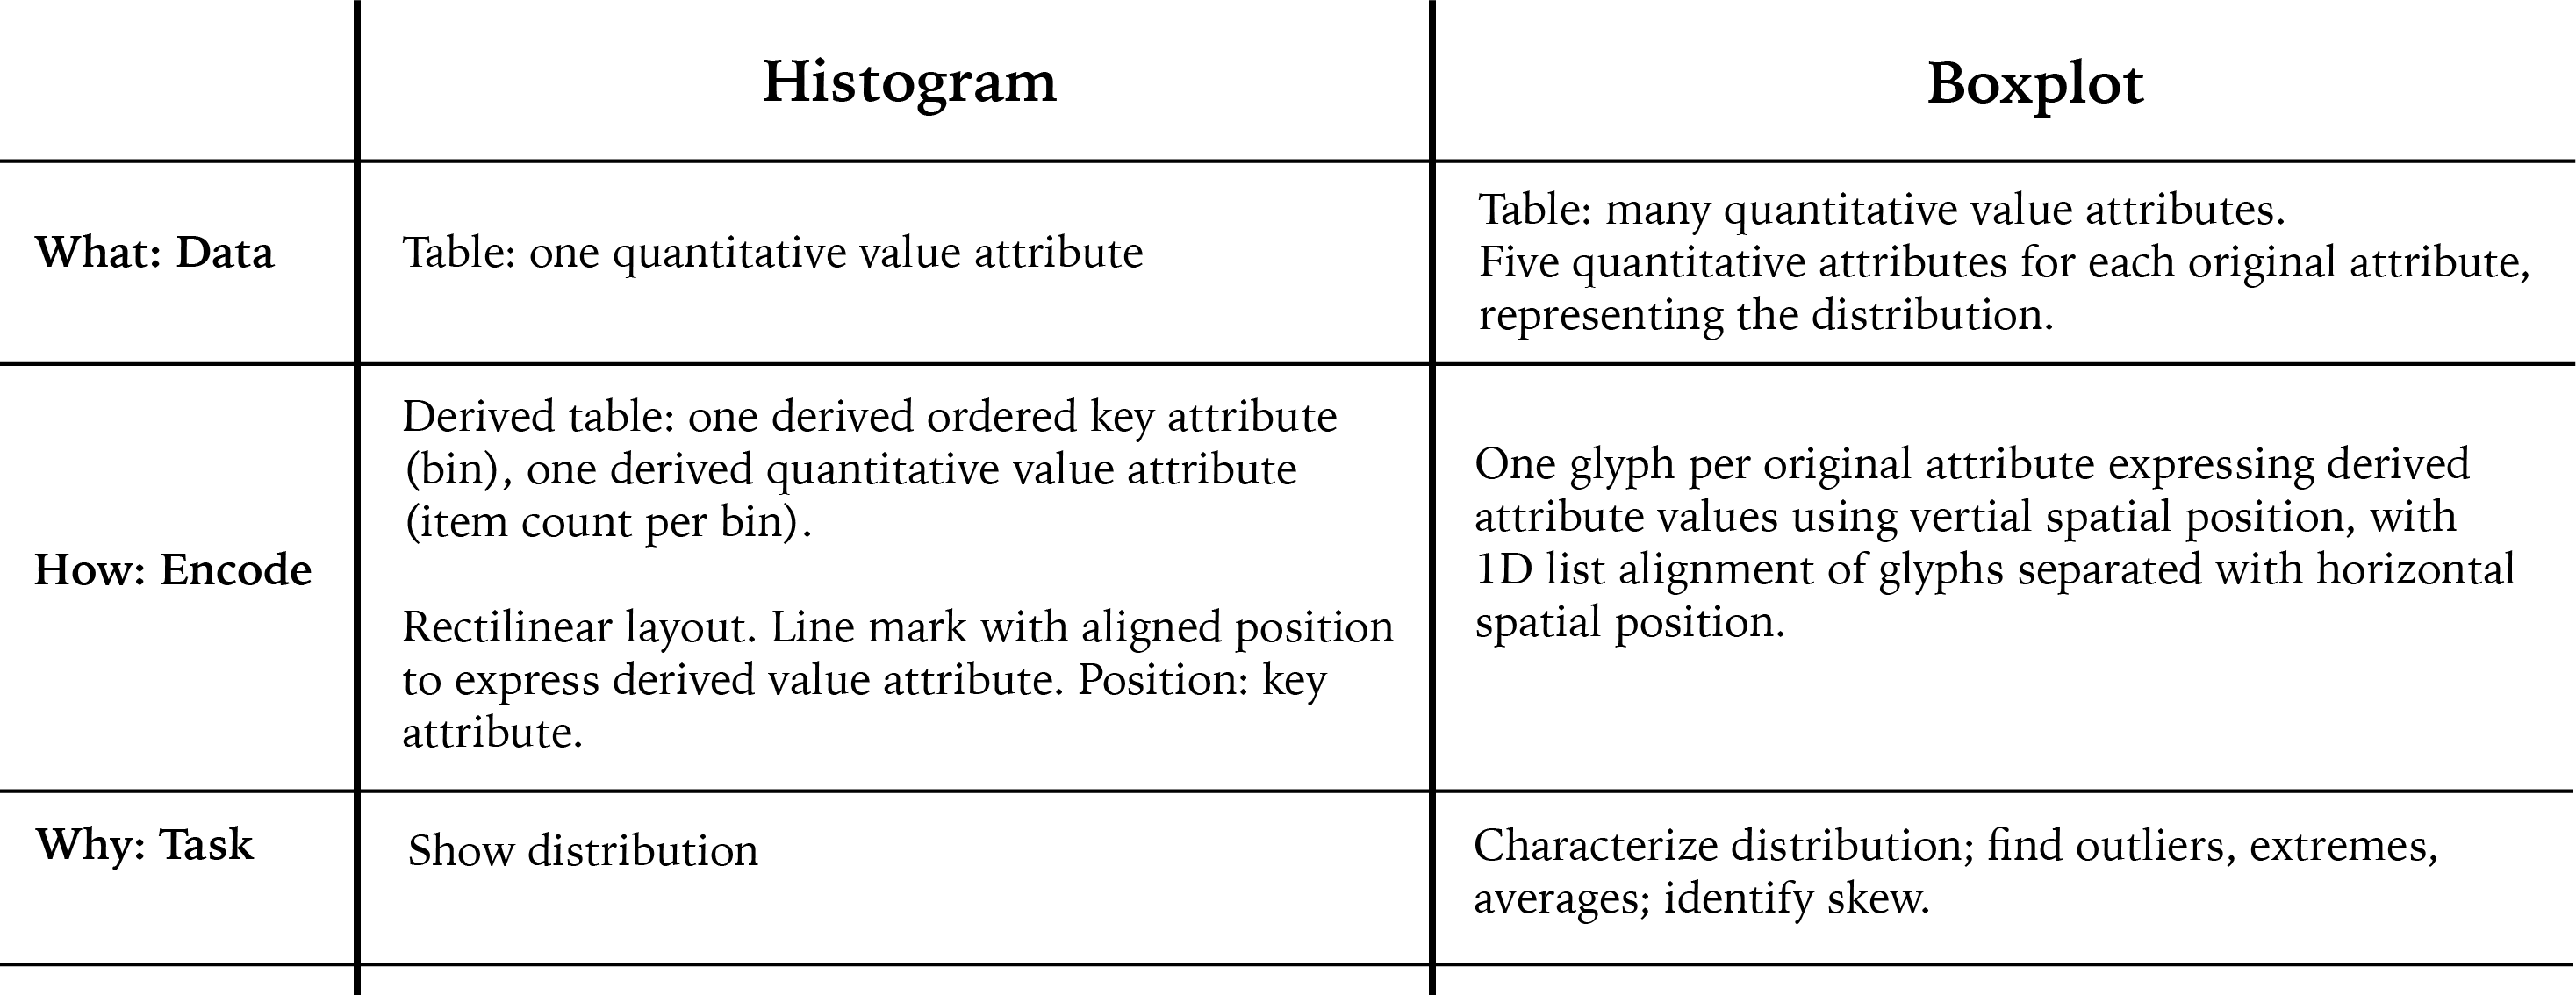 Histogram
Boxplot
What: Data
Table: one quantitative value attribute
Table: many quantitative value attributes.
Five quantitative attributes for each original attribute,
representing the distribution.
How: Encode
Derived table: one derived ordered key attribute
(bin), one derived quantitative value attribute
(item count per bin).
Rectilinear layout. Line mark with aligned position
to express derived value attribute. Position: key
attribute.
One glyph per original attribute expressing derived
attribute values using vertial spatial position, with
1D list alignment of glyphs separated with horizontal
spatial position.
Why: Task
Show distribution
Characterize distribution; find outliers, extremes,
averages; identify skew.